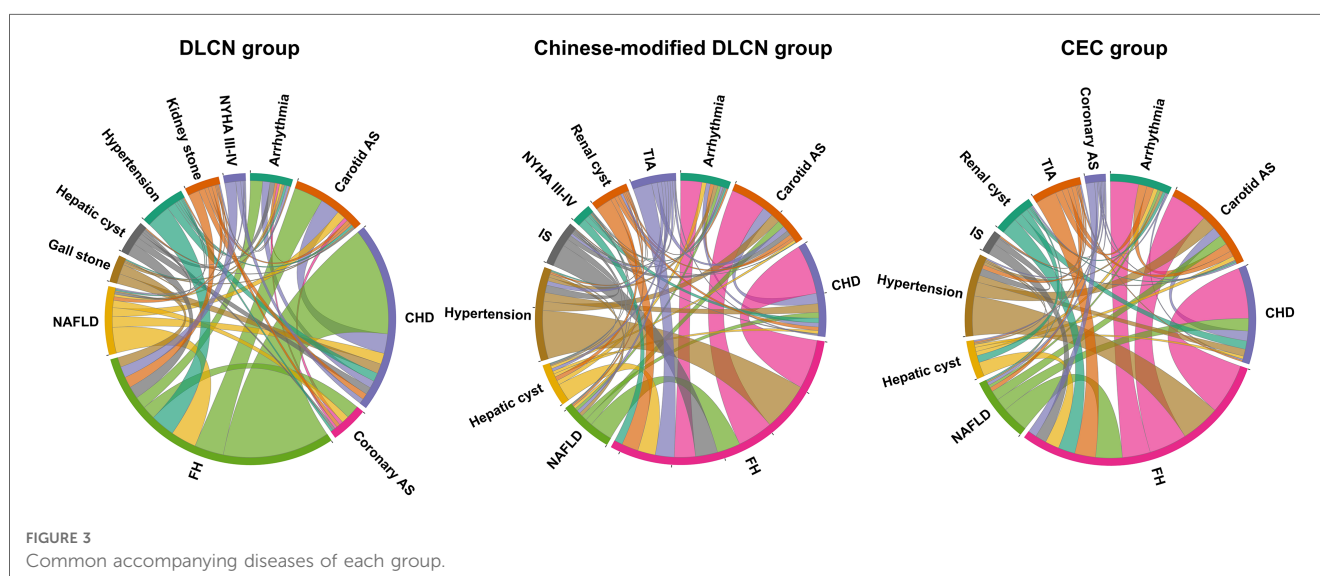 DLCN group
Chinese-modified DLCN group
CEC group
NYHA III-IV
Arrhythmia
Kidney stone
Carotid AS
Hypertension
Hepatic cyst
Gall stone
NAFLD
CHD
FH
Coronary AS
TIA
Arrhythmia
Renal cyst
Carotid AS
NYHA III-IV
IS
CHD
Hypertension
Hepatic cyst
NAFLD
FH
Coronary AS
Arrhythmia
TIA
Carotid AS
Renal cyst
IS
Hypertension
CHD
Hepatic cyst
NAFLD
FH
FIGURE 3
Common accompanying diseases of each group.